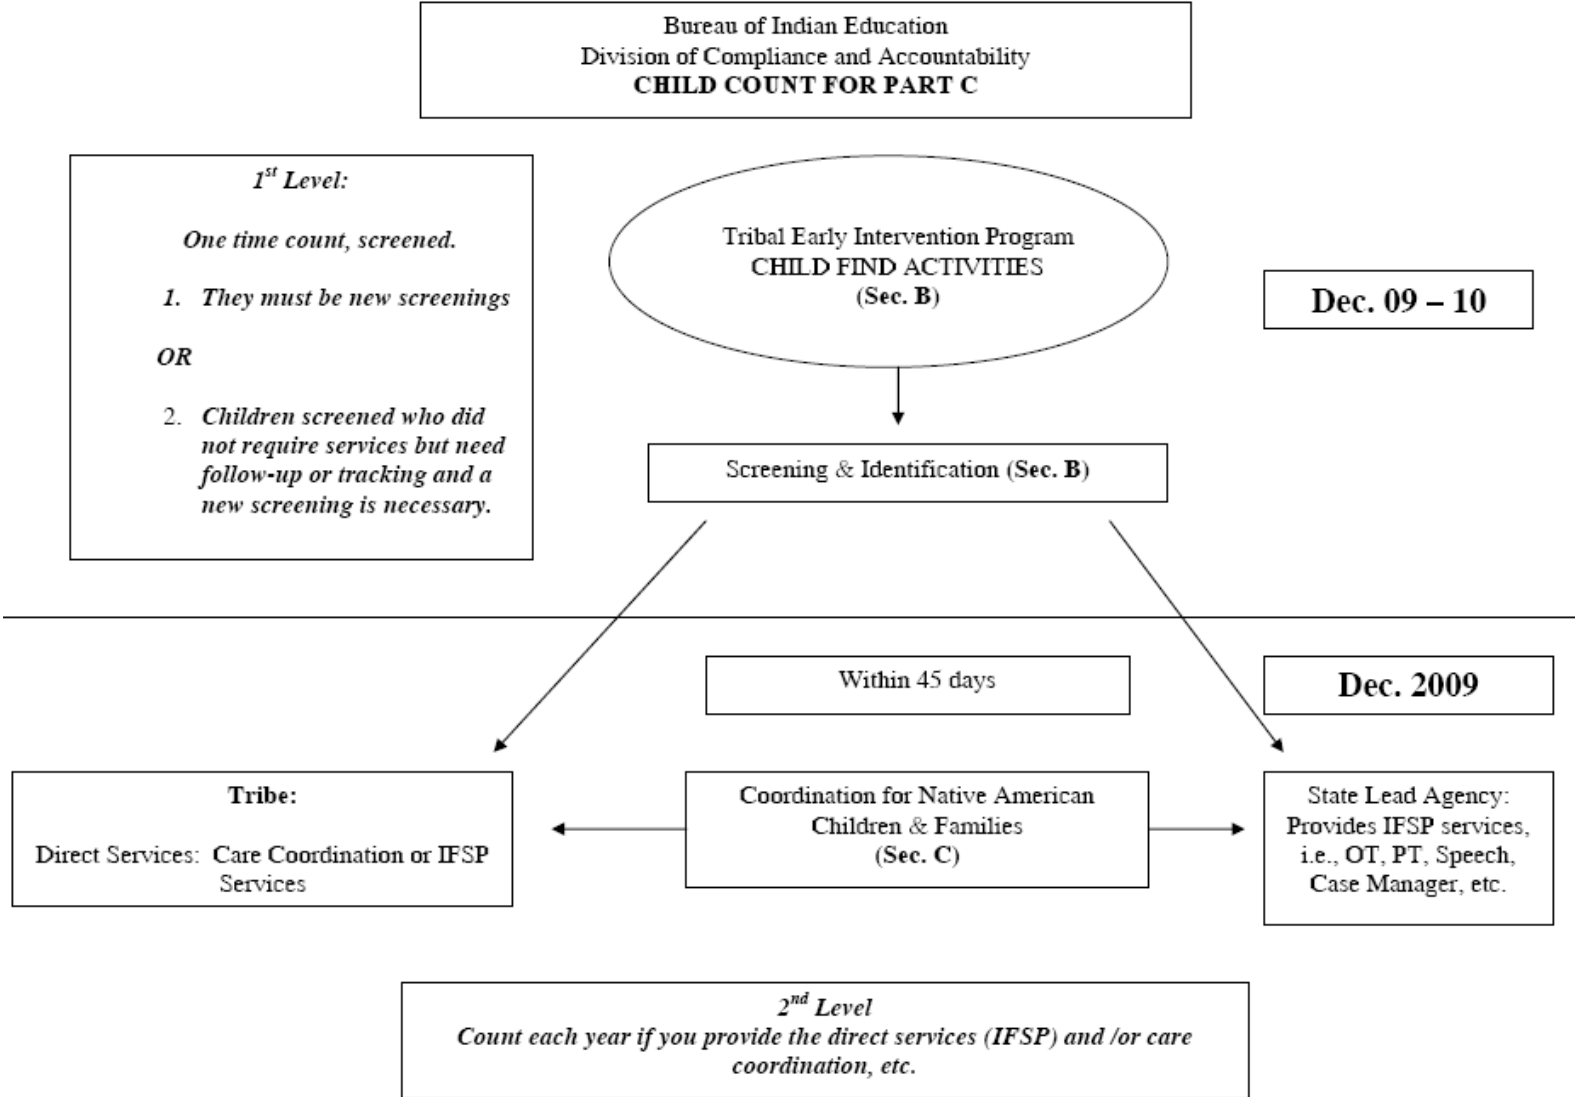 Bureau of Indian Education
Division of Compliance and Accountability
CHILD COUNT FOR PART C
1st Level:
One time count, screened.
1. They must be new screenings
OR
2. Children screened who did
not require services but need
follow-up or tracking and a
new screening is necessary.
Tribal Early Intervention Program
CHILD FIND ACTIVITIES
(Sec. B)
Dec. 09 – 10
Screening & Identification (Sec. B)
Within 45 days
Dec. 2009
Tribe:
Direct Services: Care Coordination or IFSP
Services
Coordination for Native American
Children & Families
(Sec. C)
State Lead Agency:
Provides IFSP services,
i.e., OT, PT, Speech,
Case Manager, etc.
2nd Level
Count each year if you provide the direct services (IFSP) and /or care
coordination, etc.